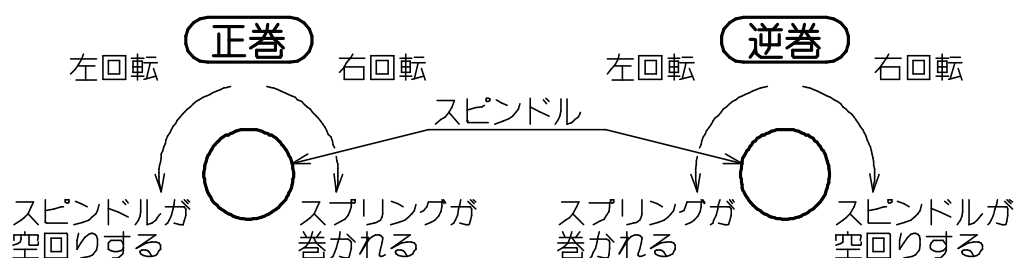 正巻
逆巻
左回転
右回転
左回転
右回転
スピンドル
スピンドルが
空回りする
スプリングが
巻かれる
スプリングが
巻かれる
スピンドルが
空回りする